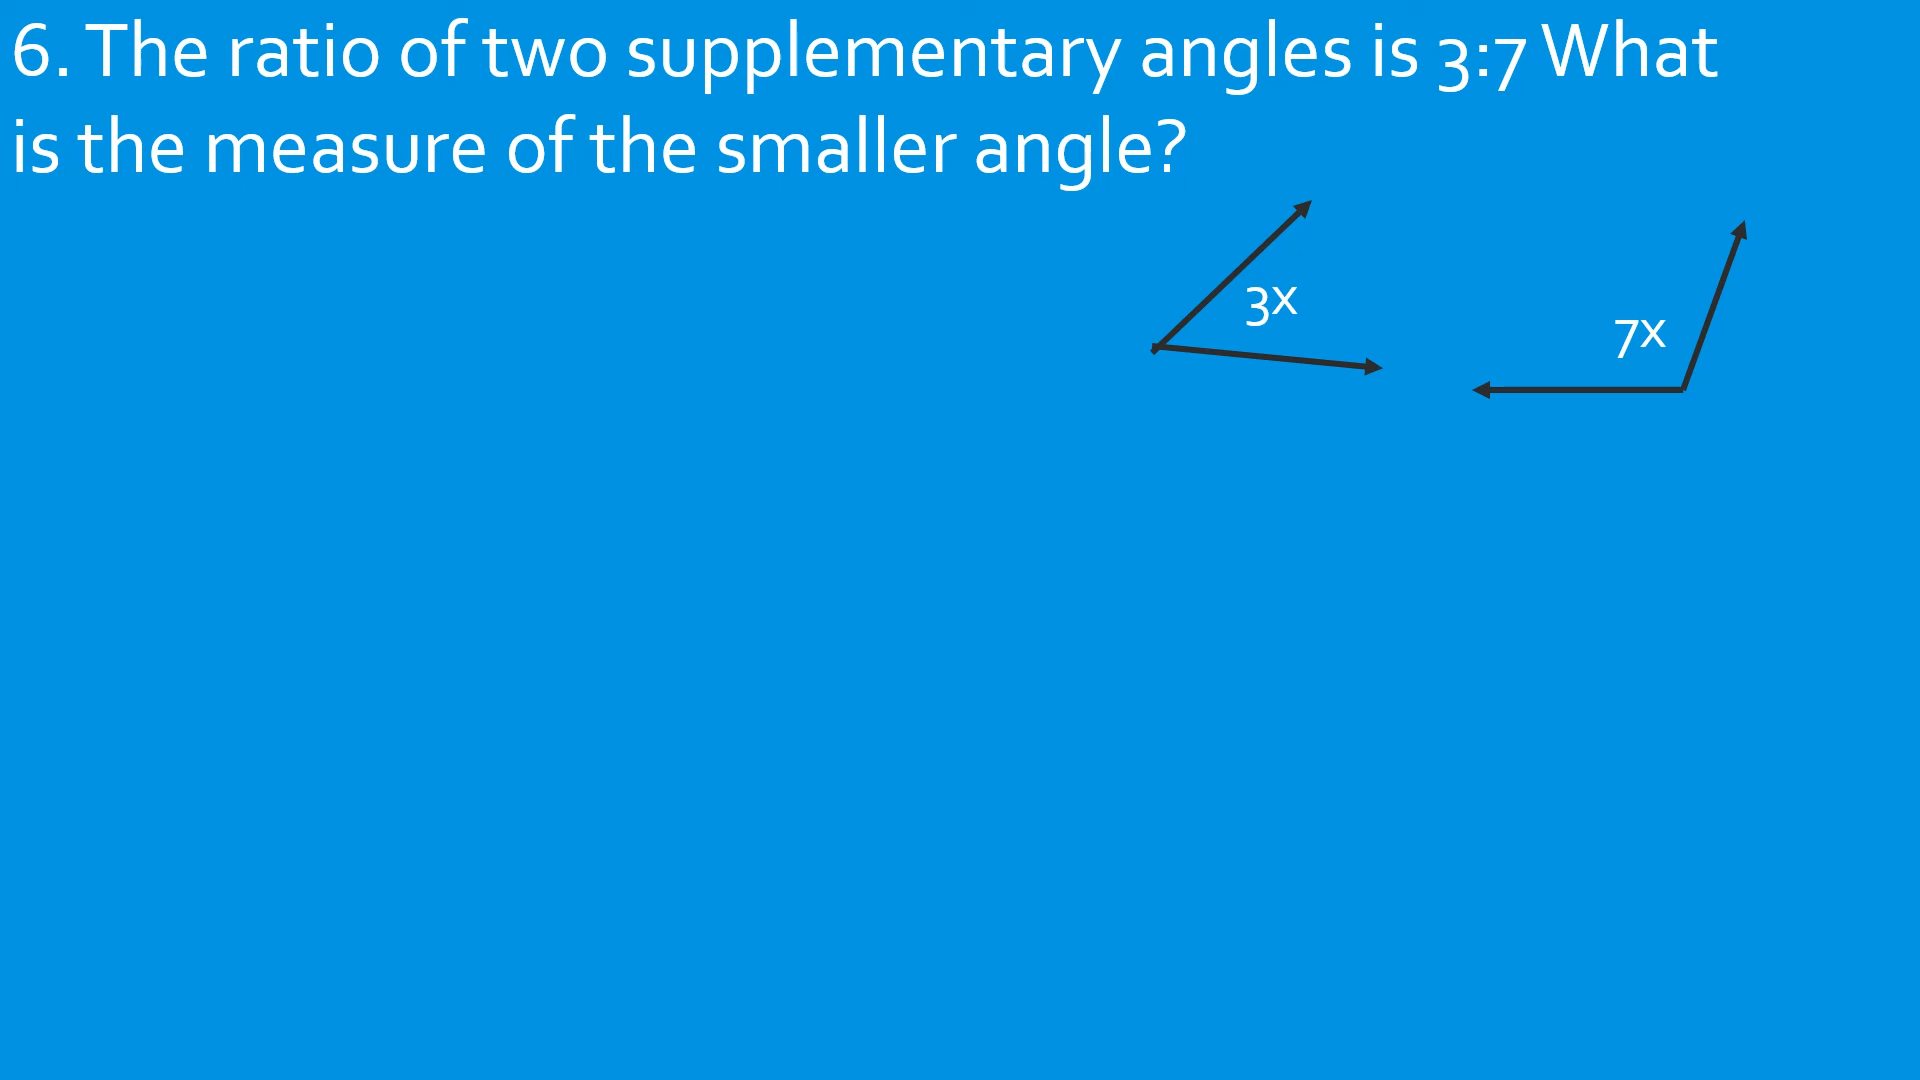 6. The ratio of two supplementary angles is 3:7 What
is the measure of the smaller angle?
3x
7x